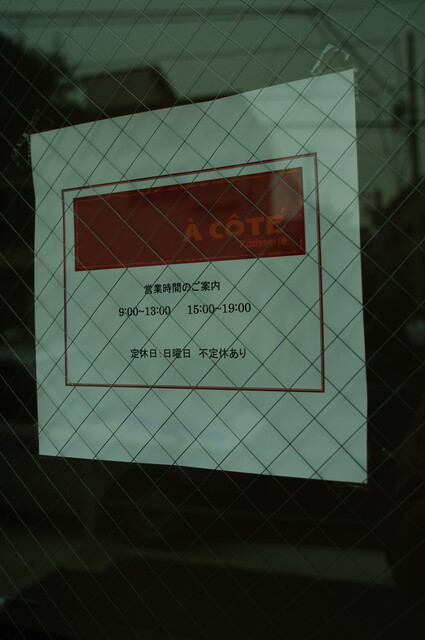 À CÔTÉ
Pâtisserie
営業時間のご案内
9:00~13:00 15:00~19:00
定休日:日曜日 不定休あり